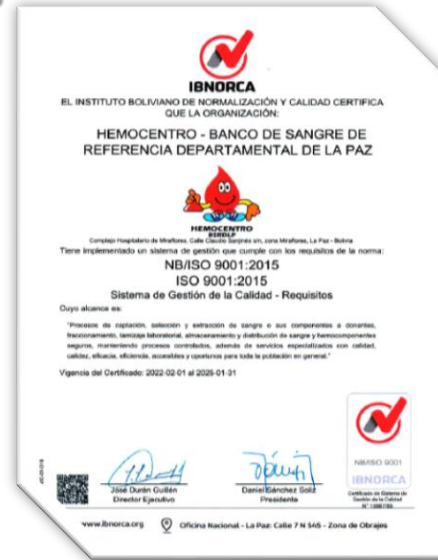 IBNORCA
EL INSTITUTO BOLIVIANO DE NORMALIZACIÓN Y CALIDAD CERTIFICA
QUE LA ORGANIZACIÓN:
HEMOCENTRO - BANCO DE SANGRE DE
REFERENCIA DEPARTAMENTAL DE LA PAZ
HEMOCENTRO
BSRDLP
Complejo Hospitalario de Miraflores, Calle Claudio Sanjinés s/n, zona Miraflores, La Paz - Bolivia
Tiene implementado un sistema de gestión que cumple con los requisitos de la norma:
NB/ISO 9001:2015
ISO 9001:2015
Sistema de Gestión de la Calidad - Requisitos
Cuyo alcance es:
"Procesos de captación, selección y extracción de sangre o sus componentes a donantes,
fraccionamiento, tamizaje laboratorial, almacenamiento y distribución de sangre y hemocomponentes
seguros, manteniendo procesos controlados, además de servicios especializados con calidad,
calidez, eficacia, eficiencia, accesibles y oportunos para toda la población en general."
Vigencia del Certificado: 2022-02-01 al 2025-01-31
NB/ISO 9001
IBNORCA
Certificado de Sistema de
Gestión de la Calidad
José Durán Guillén
Director Ejecutivo
Daniel Sánchez Soliz
Presidente
www.ibnorca.org
Oficina Nacional - La Paz: Calle 7 N 545 - Zona de Obrajes